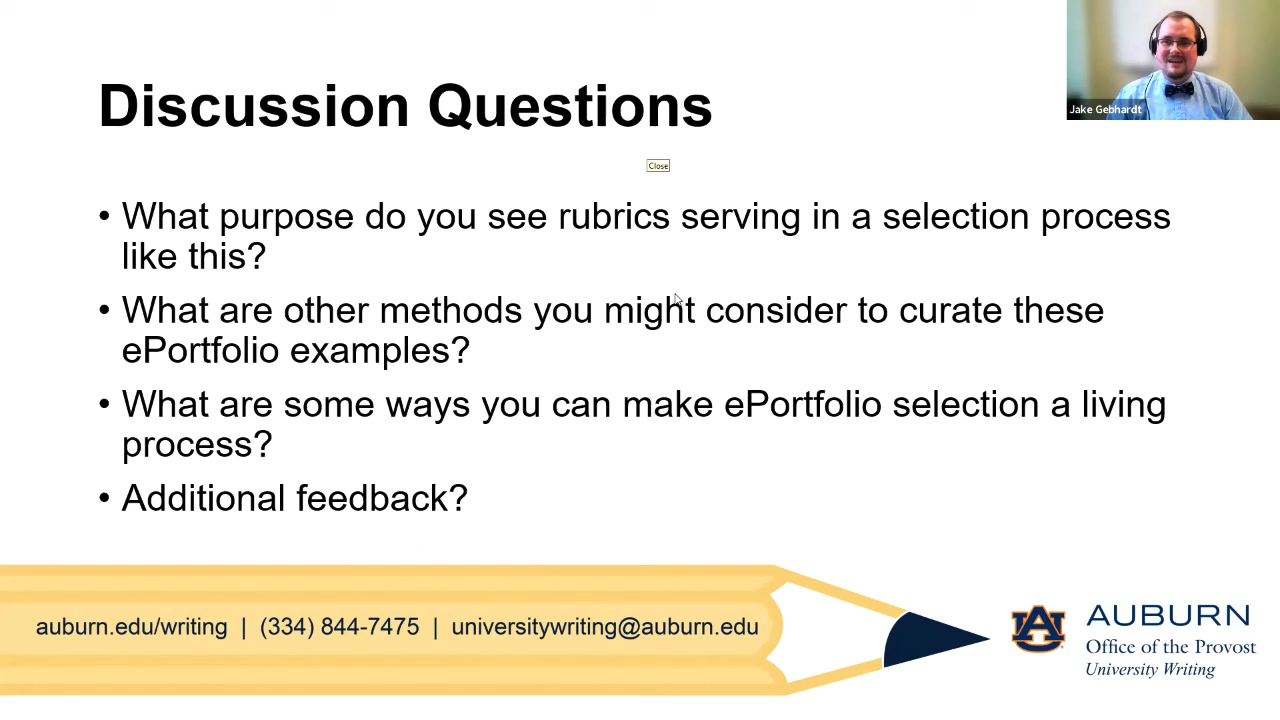 Discussion Questions
Jake Gebhardt
Close
• What purpose do you see rubrics serving in a selection process
like this?
• What are other methods you might consider to curate these
ePortfolio examples?
• What are some ways you can make ePortfolio selection a living
process?
• Additional feedback?
auburn.edu/writing | (334) 844-7475 | universitywriting@auburn.edu
AU
AUBURN
Office of the Provost
University Writing